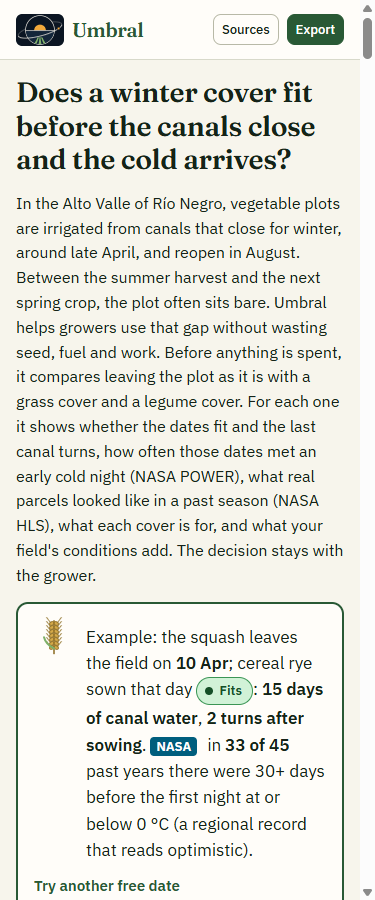 Umbral
Sources
Export
Does a winter cover fit
before the canals close
and the cold arrives?
In the Alto Valle of Río Negro, vegetable plots
are irrigated from canals that close for winter,
around late April, and reopen in August.
Between the summer harvest and the next
spring crop, the plot often sits bare. Umbral
helps growers use that gap without wasting
seed, fuel and work. Before anything is spent,
it compares leaving the plot as it is with a
grass cover and a legume cover. For each one
it shows whether the dates fit and the last
canal turns, how often those dates met an
early cold night (NASA POWER), what real
parcels looked like in a past season (NASA
HLS), what each cover is for, and what your
field's conditions add. The decision stays with
the grower.
Example: the squash leaves
the field on 10 Apr; cereal rye
sown that day Fits: 15 days
of canal water, 2 turns after
sowing. NASA in 33 of 45
past years there were 30+ days
before the first night at or
below 0 °C (a regional record
that reads optimistic).
Try another free date